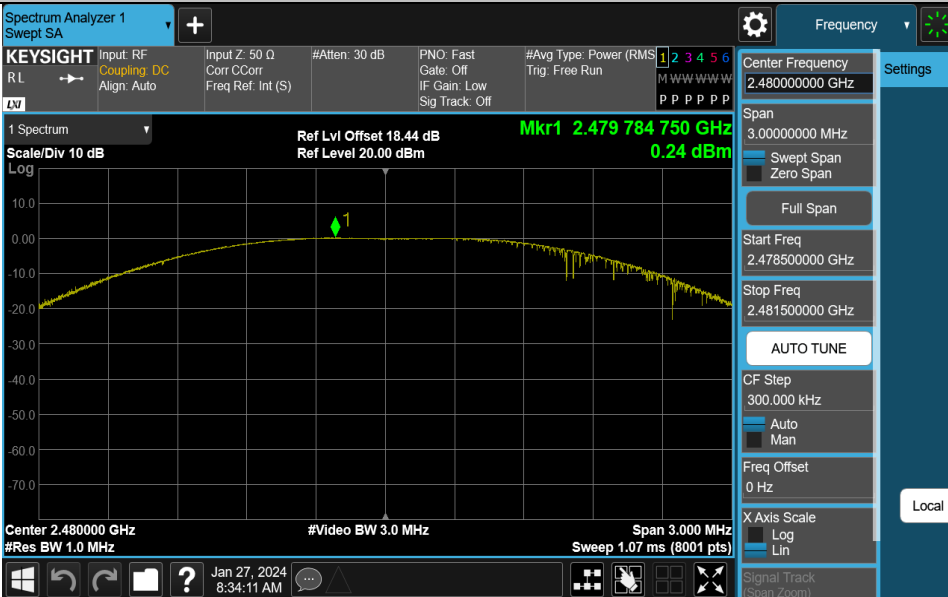 Spectrum Analyzer 1
Swept SA
+
Frequency
KEYSIGHT
RL
LXI
Input: RF
Coupling: DC
Align: Auto
Input Z: 50 Ω
Corr CCorr
Freq Ref: Int (S)
#Atten: 30 dB
PNO: Fast
Gate: Off
IF Gain: Low
Sig Track: Off
#Avg Type: Power (RMS
Trig: Free Run
1 2 3 4 5 6
M W W W W W
P P P P P P
1 Spectrum
Scale/Div 10 dB
Log
Ref Lvl Offset 18.44 dB
Ref Level 20.00 dBm
Mkr1 2.479 784 750 GHz
0.24 dBm
1
10.0
0.00
-10.0
-20.0
-30.0
-40.0
-50.0
-60.0
-70.0
Center 2.480000 GHz
#Res BW 1.0 MHz
#Video BW 3.0 MHz
Span 3.000 MHz
Sweep 1.07 ms (8001 pts)
?
Jan 27, 2024
8:34:11 AM
Center Frequency
2.480000000 GHz
Span
3.00000000 MHz
Swept Span
Zero Span
Full Span
Start Freq
2.478500000 GHz
Stop Freq
2.481500000 GHz
AUTO TUNE
CF Step
300.000 kHz
Auto
Man
Freq Offset
0 Hz
X Axis Scale
Log
Lin
Signal Track
(Span Zoom)
Settings
Local